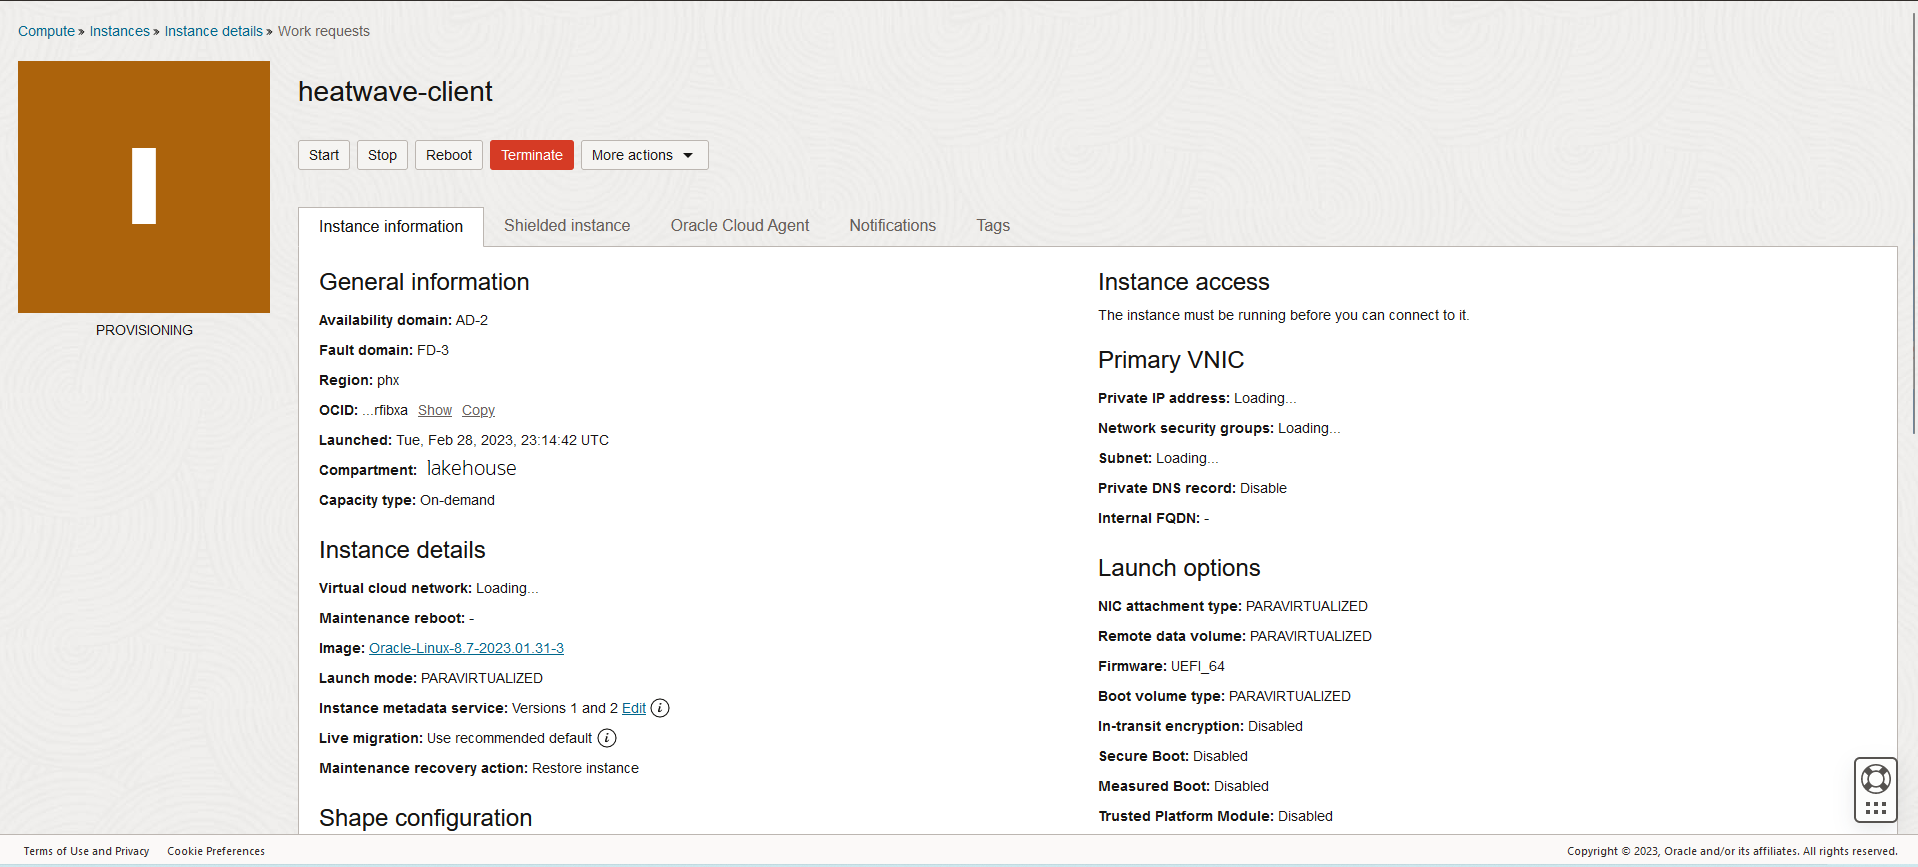 Compute » Instances » Instance details » Work requests
I
PROVISIONING
heatwave-client
Start Stop Reboot Terminate More actions
Instance information Shielded instance Oracle Cloud Agent Notifications Tags
General information
Availability domain: AD-2
Fault domain: FD-3
Region: phx
OCID: ...rfibxa Show Copy
Launched: Tue, Feb 28, 2023, 23:14:42 UTC
Compartment: lakehouse
Capacity type: On-demand
Instance details
Virtual cloud network: Loading...
Maintenance reboot: -
Image: Oracle-Linux-8.7-2023.01.31-3
Launch mode: PARAVIRTUALIZED
Instance metadata service: Versions 1 and 2 Edit i
Live migration: Use recommended default i
Maintenance recovery action: Restore instance
Shape configuration
Instance access
The instance must be running before you can connect to it.
Primary VNIC
Private IP address: Loading...
Network security groups: Loading...
Subnet: Loading...
Private DNS record: Disable
Internal FQDN: -
Launch options
NIC attachment type: PARAVIRTUALIZED
Remote data volume: PARAVIRTUALIZED
Firmware: UEFI_64
Boot volume type: PARAVIRTUALIZED
In-transit encryption: Disabled
Secure Boot: Disabled
Measured Boot: Disabled
Trusted Platform Module: Disabled
Terms of Use and Privacy Cookie Preferences
Copyright © 2023, Oracle and/or its affiliates. All rights reserved.